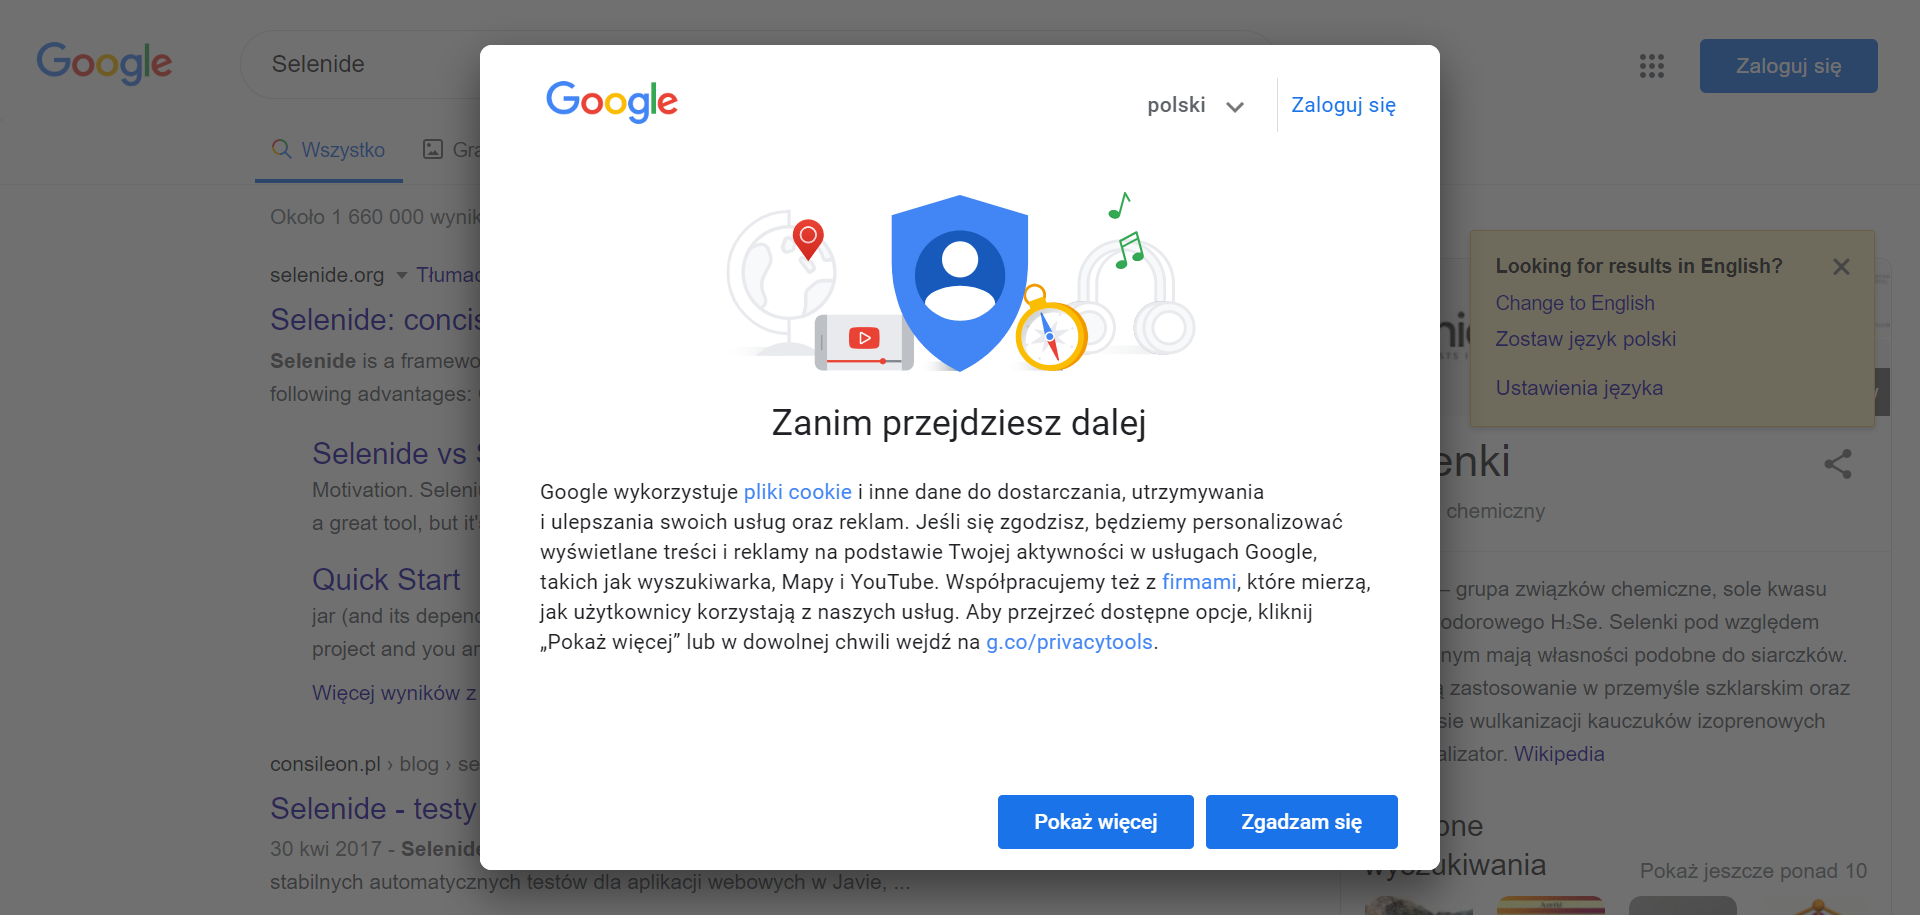 Google
Selenide
Zaloguj się
Wszystko
Gra
Około 1 660 000 wynik
selenide.org
Tłumac
Selenide: concis
Selenide is a framewo
following advantages:
Selenide vs
Motivation. Seleni
a great tool, but it's
Quick Start
jar (and its depend
project and you ar
Więcej wyników z
consileon.pl › blog › se
Selenide - testy
30 kwi 2017 - Selenide
stabilnych automatycznych testów dla aplikacji webowych w Javie, ...
Google
polski
Zaloguj się
Zanim przejdziesz dalej
Google wykorzystuje pliki cookie i inne dane do dostarczania, utrzymywania
i ulepszania swoich usług oraz reklam. Jeśli się zgodzisz, będziemy personalizować
wyświetlane treści i reklamy na podstawie Twojej aktywności w usługach Google,
takich jak wyszukiwarka, Mapy i YouTube. Współpracujemy też z firmami, które mierzą,
jak użytkownicy korzystają z naszych usług. Aby przejrzeć dostępne opcje, kliknij
„Pokaż więcej” lub w dowolnej chwili wejdź na g.co/privacytools.
Pokaż więcej
Zgadzam się
Looking for results in English?
Change to English
Zostaw język polski
Ustawienia języka
enki
chemiczny
– grupa związków chemiczne, sole kwasu
odorowego H₂Se. Selenki pod względem
nym mają własności podobne do siarczków.
ą zastosowanie w przemyśle szklarskim oraz
sie wulkanizacji kauczuków izoprenowych
alizator. Wikipedia
one
wyszukiwania
Pokaż jeszcze ponad 10